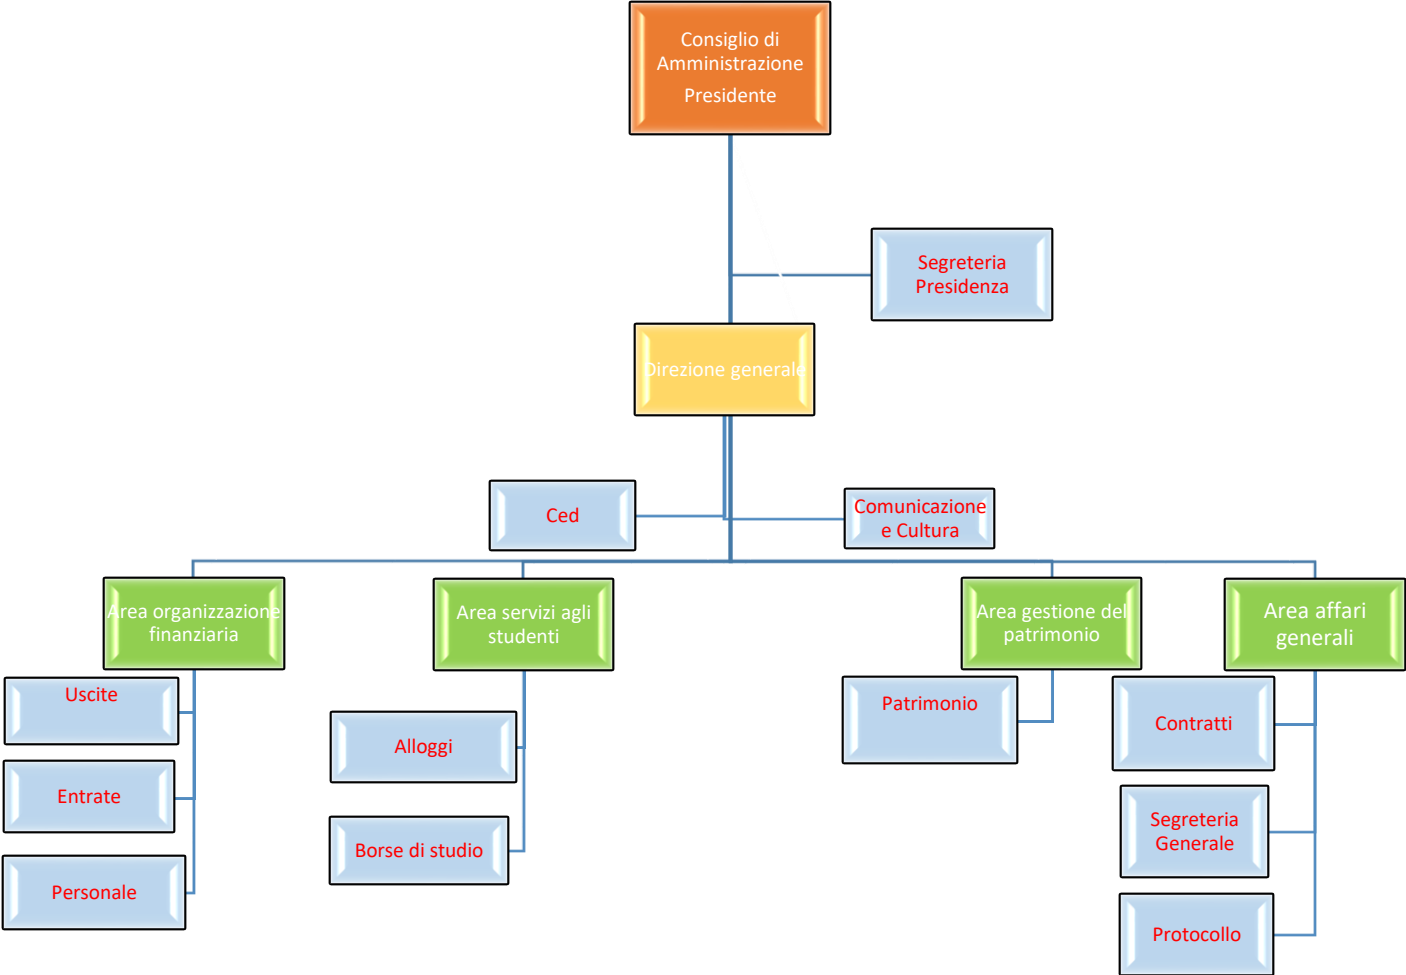 Consiglio di
Amministrazione
Presidente
Segreteria
Presidenza
Direzione generale
Ced
Comunicazione
e Cultura
Area organizzazione
finanziaria
Area servizi agli
studenti
Area gestione del
patrimonio
Area affari
generali
Uscite
Entrate
Personale
Alloggi
Borse di studio
Patrimonio
Contratti
Segreteria
Generale
Protocollo